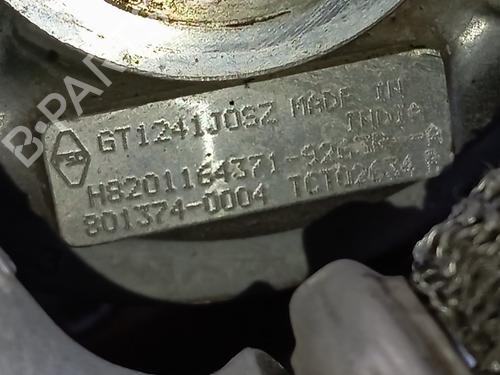 B-PARTS
GT1241JOSZ MADE IN
INDIA
H8201164371-
801374-0004 TCT02634